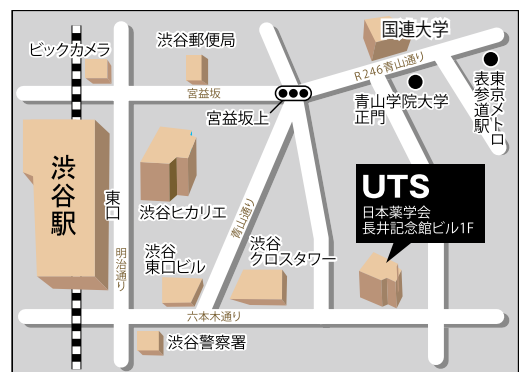 ビックカメラ
渋谷郵便局
国連大学
R246青山通り
宮益坂
宮益坂上
青山学院大学
正門
東京メトロ
表参道駅
渋谷駅
東口
渋谷ヒカリエ
青山通り
UTS
日本薬学会
長井記念館ビル1F
明治通り
渋谷
東口ビル
渋谷
クロスタワー
六本木通り
渋谷警察署